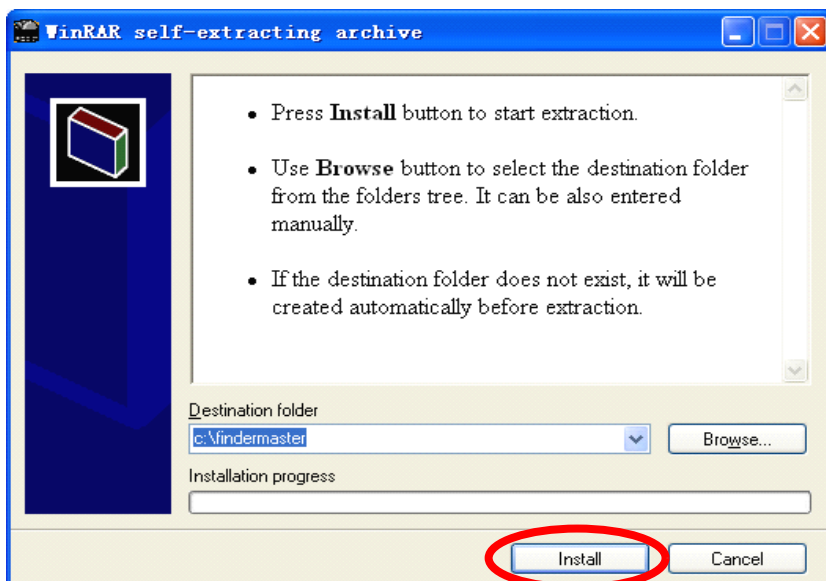 WinRAR self-extracting archive
• Press Install button to start extraction.
• Use Browse button to select the destination folder
from the folders tree. It can be also entered
manually.
• If the destination folder does not exist, it will be
created automatically before extraction.
Destination folder
c:\findermaster
Browse...
Installation progress
Install
Cancel